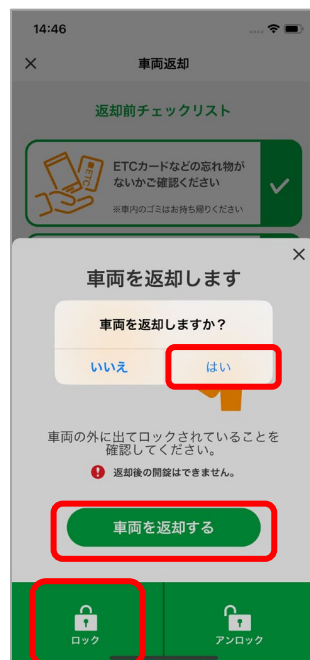 14:46
車両返却
返却前チェックリスト
ETC
ETCカードなどの忘れ物が
ないかご確認ください
※車内のゴミはお持ち帰りください
車両を返却します
車両を返却しますか？
いいえ
はい
車両の外に出てロックされていることを
確認してください。
返却後の開錠はできません。
車両を返却する
ロック
アンロック